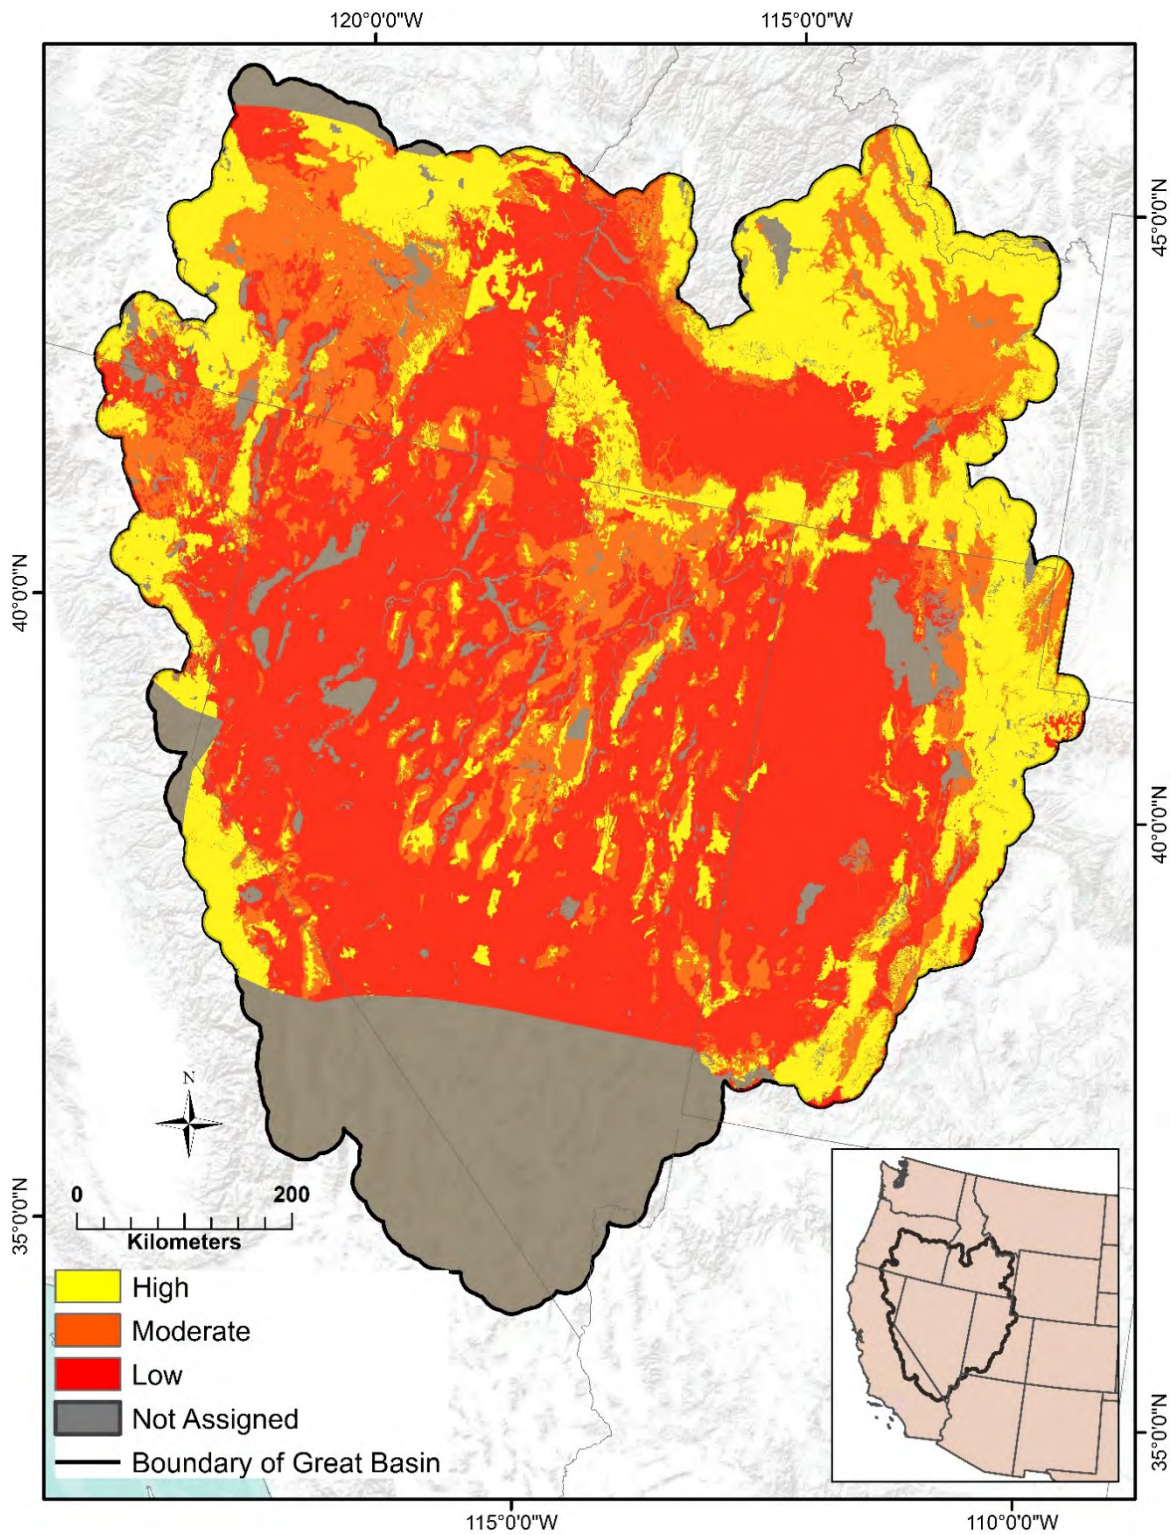 120°0'0"W
115°0'0"W
45°0'0"N
40°0'0"N
40°0'0"N
N
0
200
Kilometers
35°0'0"N
High
Moderate
Low
Not Assigned
Boundary of Great Basin
35°0'0"N
115°0'0"W
110°0'0"W